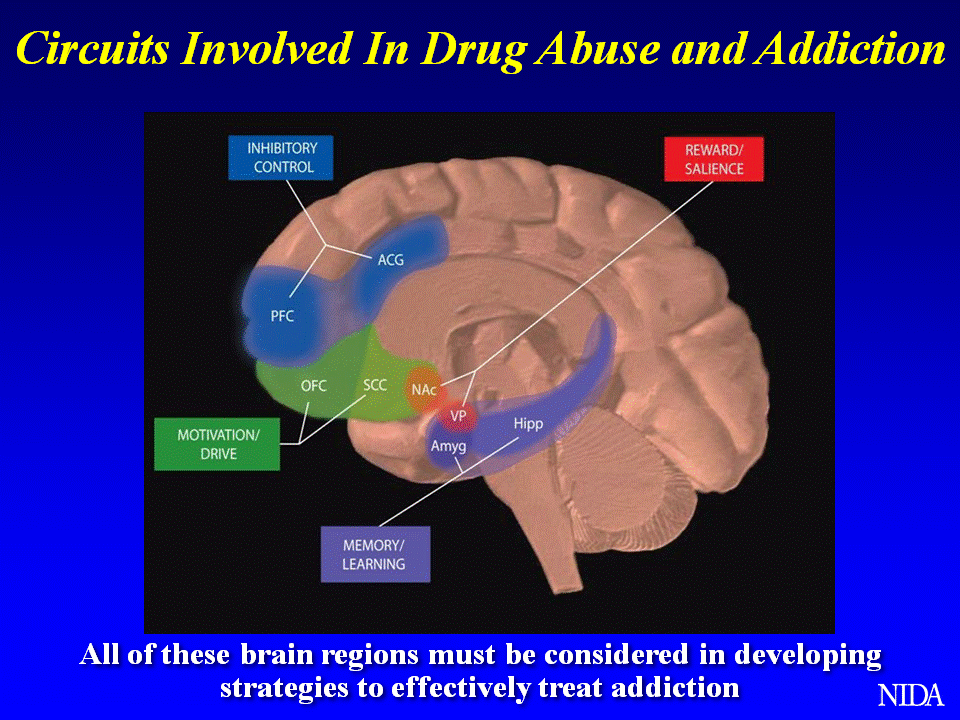 Circuits Involved In Drug Abuse and Addiction
INHIBITORY
CONTROL
REWARD/
SALIENCE
ACG
PFC
OFC
SCC
NAc
VP
Hipp
Amyg
MOTIVATION/
DRIVE
MEMORY/
LEARNING
All of these brain regions must be considered in developing
strategies to effectively treat addiction
NIDA